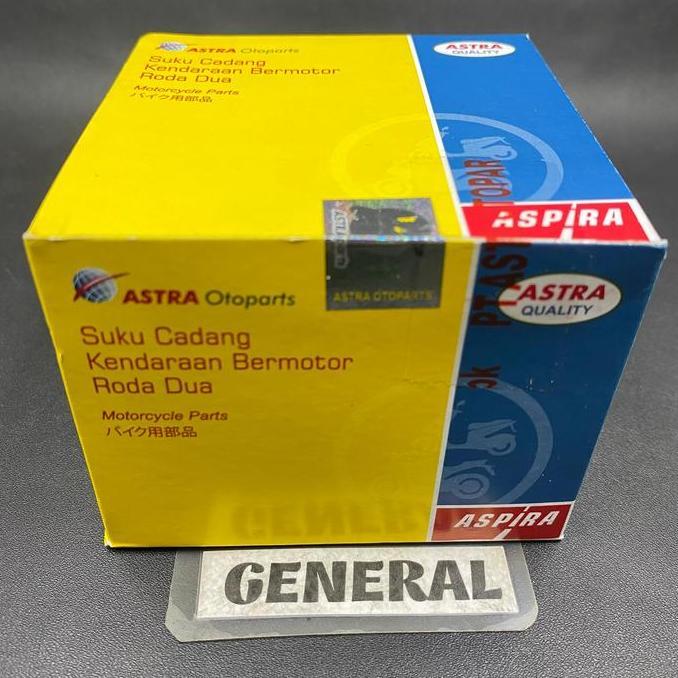 ASTRA Otoparts
Suku Cadang
Kendaraan Bermotor
Roda Dua
Motorcycle Parts
バイク用部品
ASTRA
QUALITY
ASPIRA
ASTRA Otoparts
Suku Cadang
Kendaraan Bermotor
Roda Dua
Motorcycle Parts
バイク用部品
ASTRA OTOPARTS
ASTRA
QUALITY
ASPIRA
GENERAL